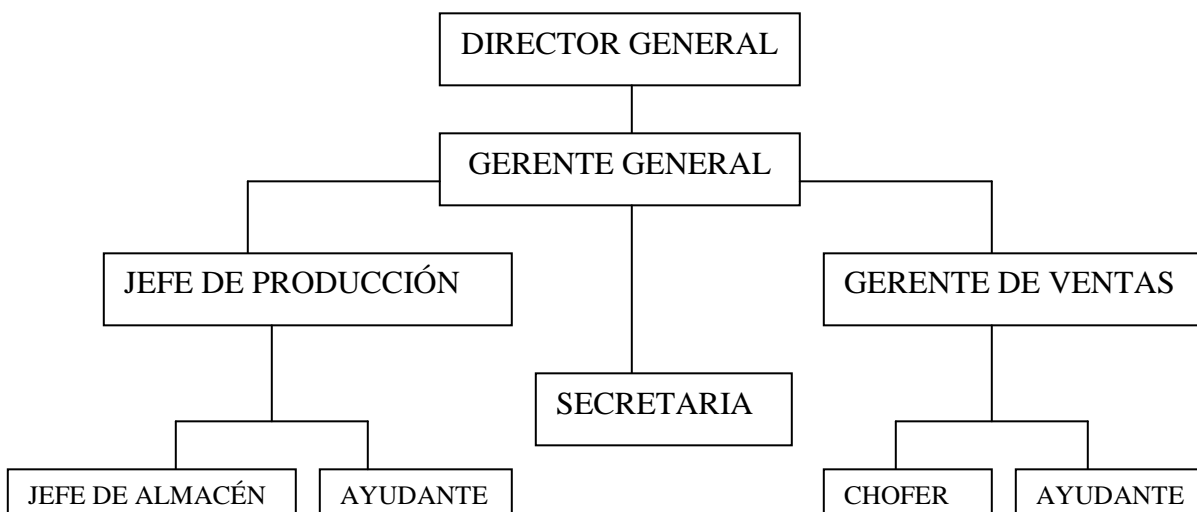 DIRECTOR GENERAL
GERENTE GENERAL
JEFE DE PRODUCCIÓN
GERENTE DE VENTAS
SECRETARIA
JEFE DE ALMACÉN
AYUDANTE
CHOFER
AYUDANTE